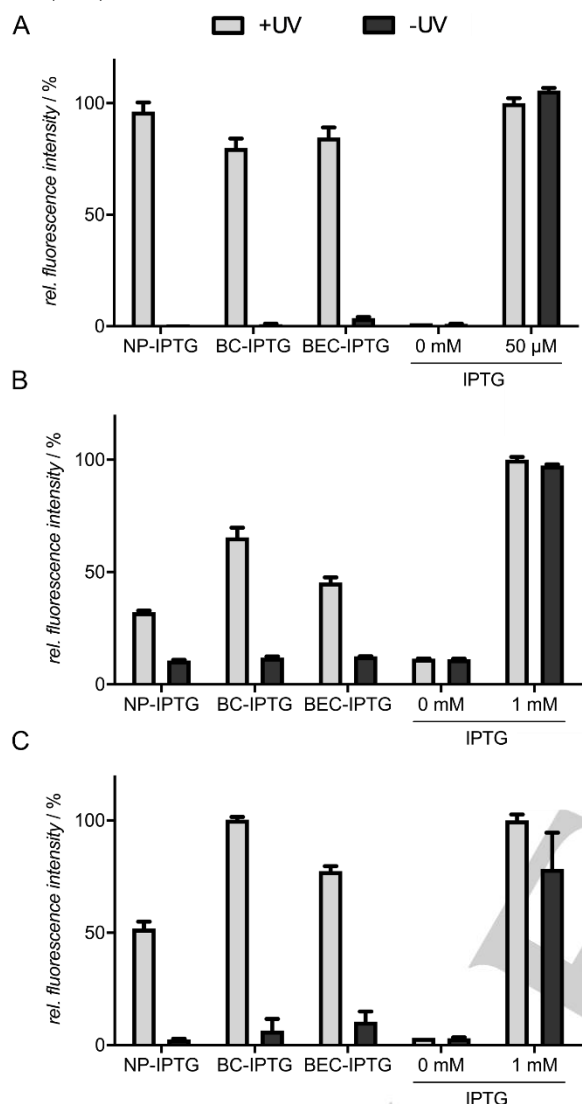 A
+UV -UV
rel. fluorescence intensity / %
100
50
0
NP-IPTG BC-IPTG BEC-IPTG 0 mM 50 µM
IPTG
B
rel. fluorescence intensity / %
100
50
0
NP-IPTG BC-IPTG BEC-IPTG 0 mM 1 mM
IPTG
C
rel. fluorescence intensity / %
100
50
0
NP-IPTG BC-IPTG BEC-IPTG 0 mM 1 mM
IPTG